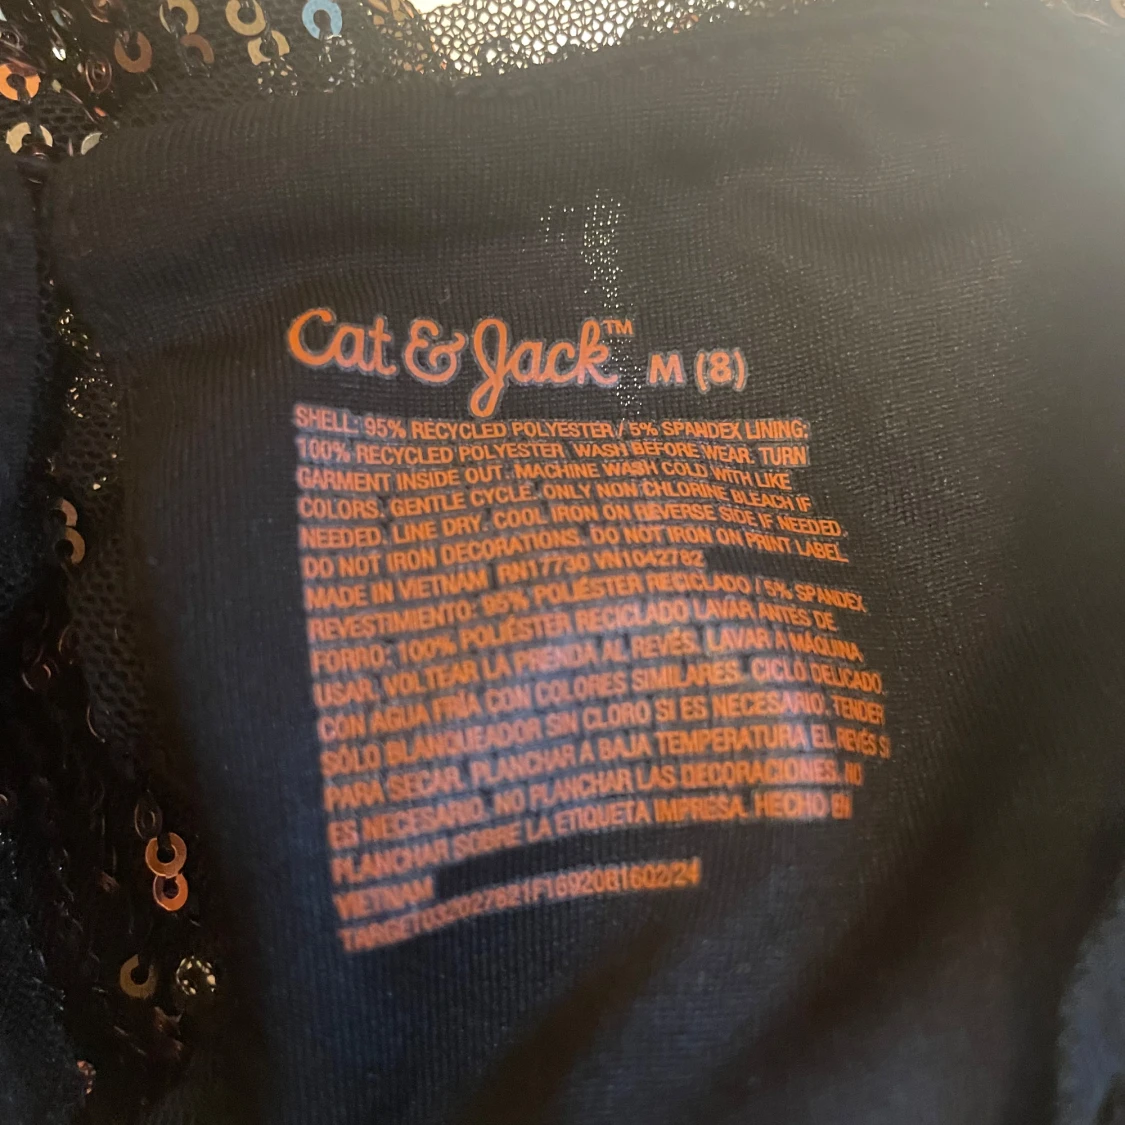 Cat & Jack™ M (8)
SHELL: 95% RECYCLED POLYESTER / 5% SPANDEX LINING:
100% RECYCLED POLYESTER WASH BEFORE WEAR. TURN
GARMENT INSIDE OUT. MACHINE WASH COLD WITH LIKE
COLORS. GENTLE CYCLE. ONLY NON CHLORINE BLEACH IF
NEEDED. LINE DRY. COOL IRON ON REVERSE SIDE IF NEEDED.
DO NOT IRON DECORATIONS. DO NOT IRON ON PRINT LABEL.
MADE IN VIETNAM RN17730 VN1042782
REVESTIMIENTO: 95% POLIÉSTER RECICLADO / 5% SPANDEX
FORRO: 100% POLIÉSTER RECICLADO LAVAR ANTES DE
USAR. VOLTEAR LA PRENDA AL REVÉS. LAVAR A MÁQUINA
CON AGUA FRÍA CON COLORES SIMILARES. CICLO DELICADO.
SÓLO BLANQUEADOR SIN CLORO SI ES NECESARIO. TENDER
PARA SECAR. PLANCHAR A BAJA TEMPERATURA EL REVÉS SI
ES NECESARIO. NO PLANCHAR LAS DECORACIONES. NO
PLANCHAR SOBRE LA ETIQUETA IMPRESA. HECHO EN
VIETNAM